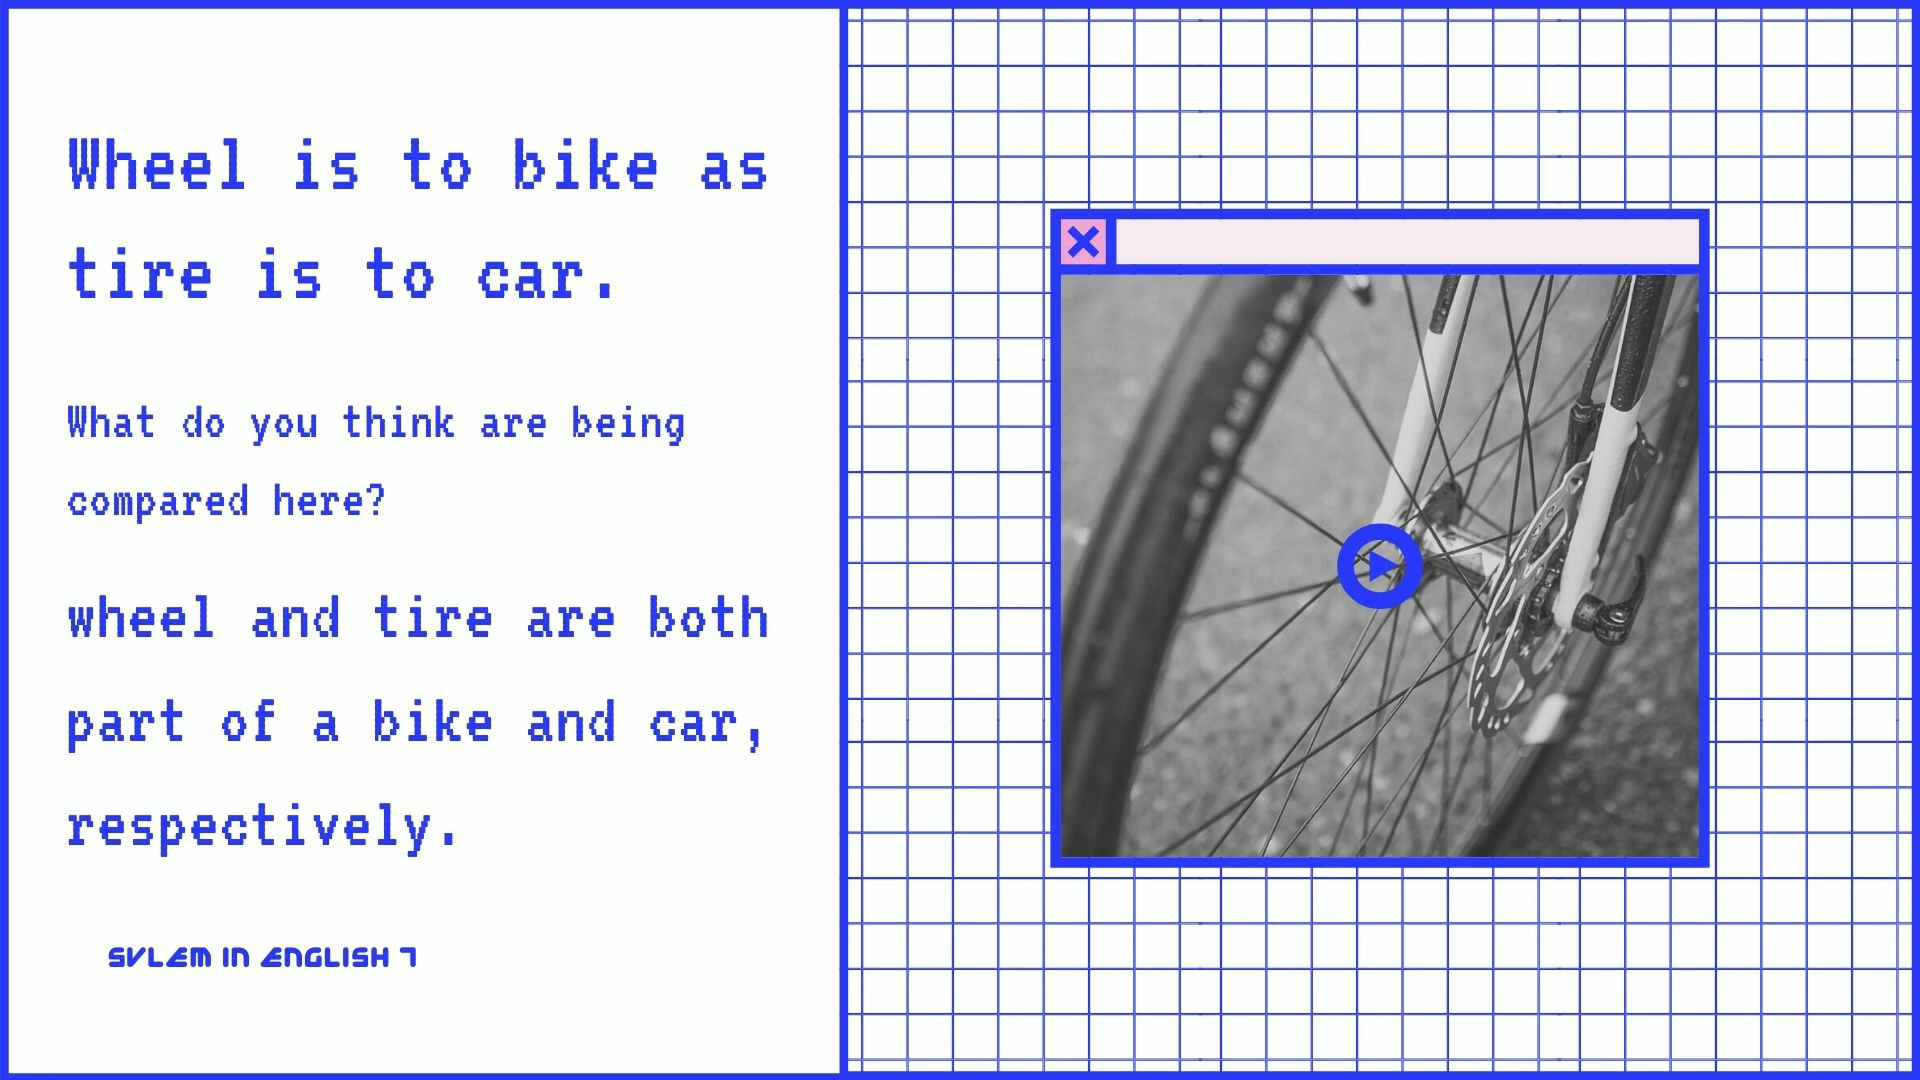 Wheel is to bike as
tire is to car.
What do you think are being
compared here?
wheel and tire are both
part of a bike and car,
respectively.
SVLEM IN ENGLISH 7